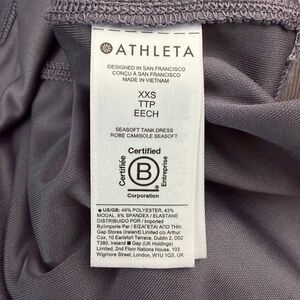 ATHLETA
DESIGNED IN SAN FRANCISCO
CONÇU À SAN FRANCISCO
MADE IN VIETNAM
XXS
TTP
EECH
SEASOFT TANK DRESS
ROBE CAMISOLE SEASOFT
Certified
Certifiée
B
Entreprise
Corporation
US/GB: 49% POLYESTER, 43%
MODAL, 8% SPANDEX / ELASTANE
DISTRIBUIDO POR / Imported
By/Importé Par / ΕΙΣΑΓΕΤΑΙ ΑΠΟ ΤΗΝ:
Gap Stores (Ireland) Limited c/o Arthur
Cox, 10 Earlsfort Terrace, Dublin 2, D02
T380, (Ireland) Gap (UK Holdings)
Limited, 2nd Floor Nations House, 103
Wigmore Street, London, W1U 1QS. UK